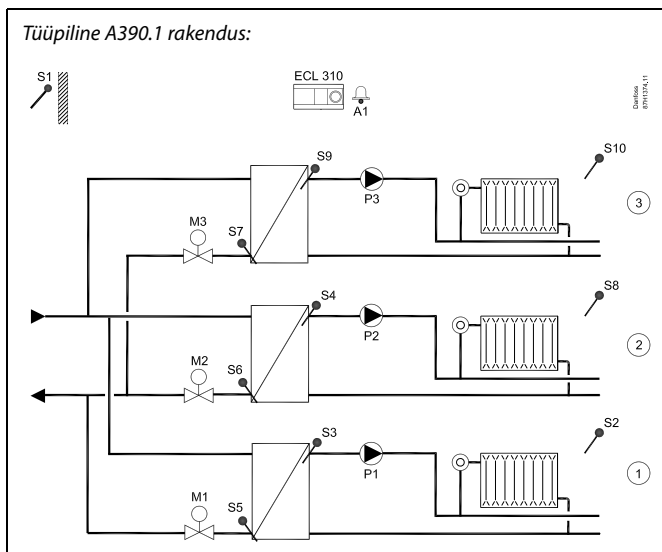 Tüüpiline A390.1 rakendus:
S1
ECL 310
A1
Danfoss
87H1374.11
S9
S10
P3
M3
S7
3
S4
S8
P2
M2
S6
2
S3
S2
P1
M1
S5
1